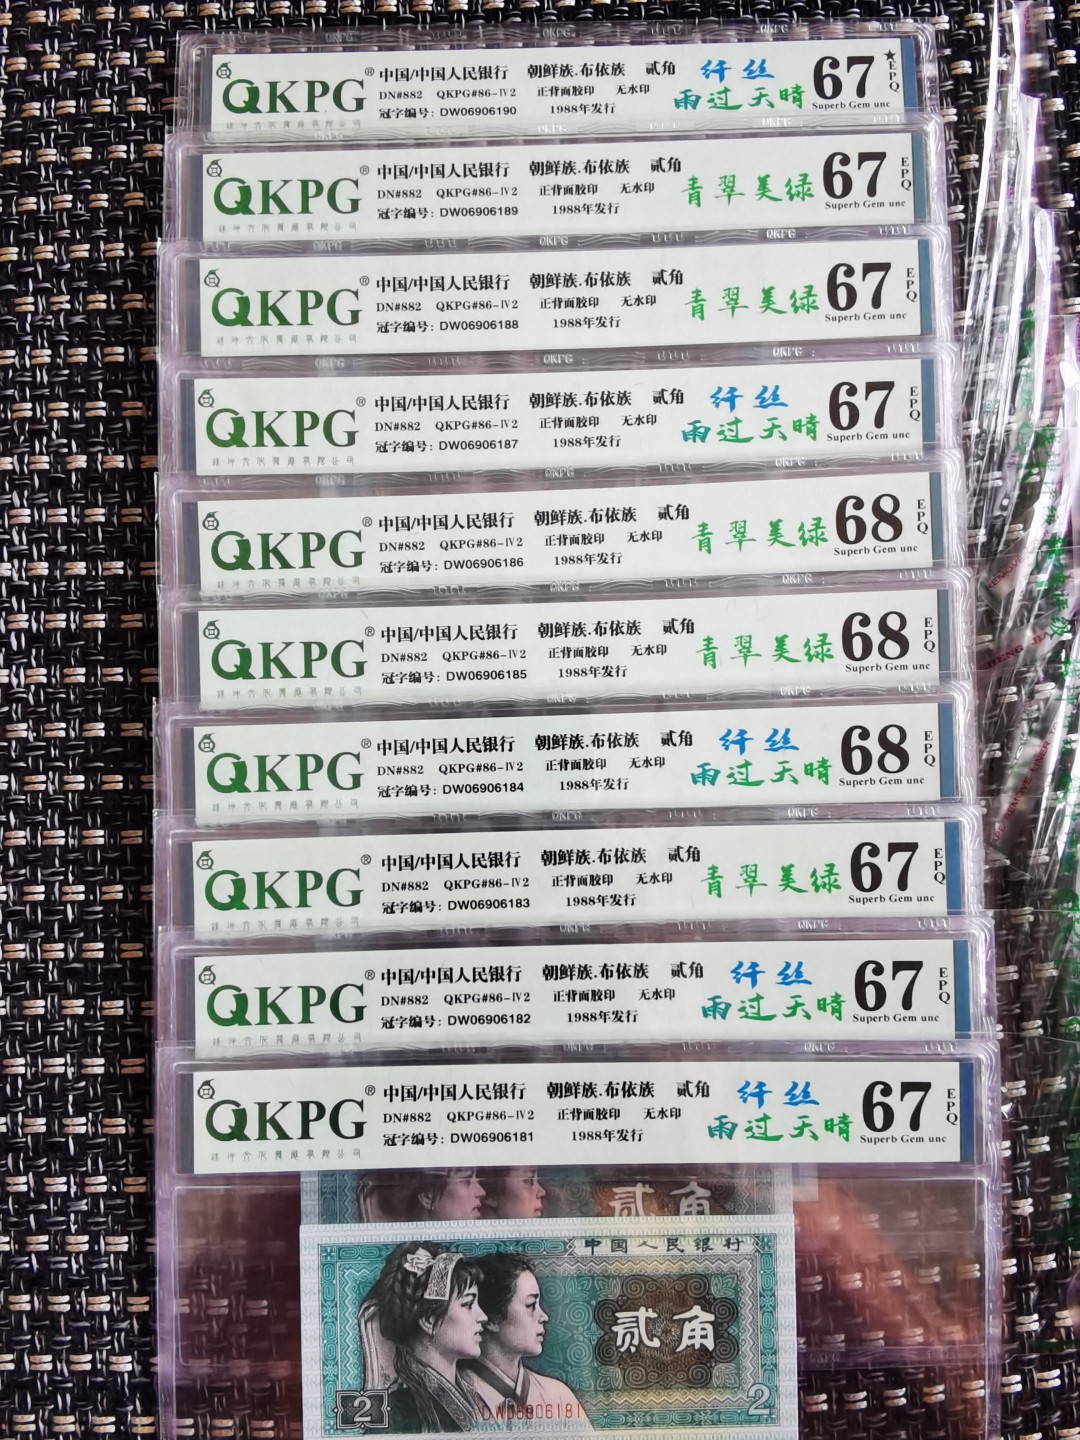 QKPG® 中国/中国人民银行 朝鲜族.布依族 贰角 纤丝 67 ★EPQ
DN#882 QKPG#86-IV2 正背面胶印 无水印 雨过天晴 Superb Gem unc
冠字编号: DW06906190 1988年发行
QKPG® 中国/中国人民银行 朝鲜族.布依族 贰角 青翠美绿 67 EPQ
DN#882 QKPG#86-IV2 正背面胶印 无水印 Superb Gem unc
冠字编号: DW06906189 1988年发行
QKPG® 中国/中国人民银行 朝鲜族.布依族 贰角 青翠美绿 67 EPQ
DN#882 QKPG#86-IV2 正背面胶印 无水印 Superb Gem unc
冠字编号: DW06906188 1988年发行
QKPG® 中国/中国人民银行 朝鲜族.布依族 贰角 纤丝 67 EPQ
DN#882 QKPG#86-IV2 正背面胶印 无水印 雨过天晴 Superb Gem unc
冠字编号: DW06906187 1988年发行
QKPG® 中国/中国人民银行 朝鲜族.布依族 贰角 青翠美绿 68 EPQ
DN#882 QKPG#86-IV2 正背面胶印 无水印 Superb Gem unc
冠字编号: DW06906186 1988年发行
QKPG® 中国/中国人民银行 朝鲜族.布依族 贰角 青翠美绿 68 EPQ
DN#882 QKPG#86-IV2 正背面胶印 无水印 Superb Gem unc
冠字编号: DW06906185 1988年发行
QKPG® 中国/中国人民银行 朝鲜族.布依族 贰角 纤丝 68 EPQ
DN#882 QKPG#86-IV2 正背面胶印 无水印 雨过天晴 Superb Gem unc
冠字编号: DW06906184 1988年发行
QKPG® 中国/中国人民银行 朝鲜族.布依族 贰角 青翠美绿 67 EPQ
DN#882 QKPG#86-IV2 正背面胶印 无水印 Superb Gem unc
冠字编号: DW06906183 1988年发行
QKPG® 中国/中国人民银行 朝鲜族.布依族 贰角 纤丝 67 EPQ
DN#882 QKPG#86-IV2 正背面胶印 无水印 雨过天晴 Superb Gem unc
冠字编号: DW06906182 1988年发行
QKPG® 中国/中国人民银行 朝鲜族.布依族 贰角 纤丝 67 EPQ
DN#882 QKPG#86-IV2 正背面胶印 无水印 雨过天晴 Superb Gem unc
冠字编号: DW06906181 1988年发行
贰角
中国人民银行
贰角
2 DW06906181 2